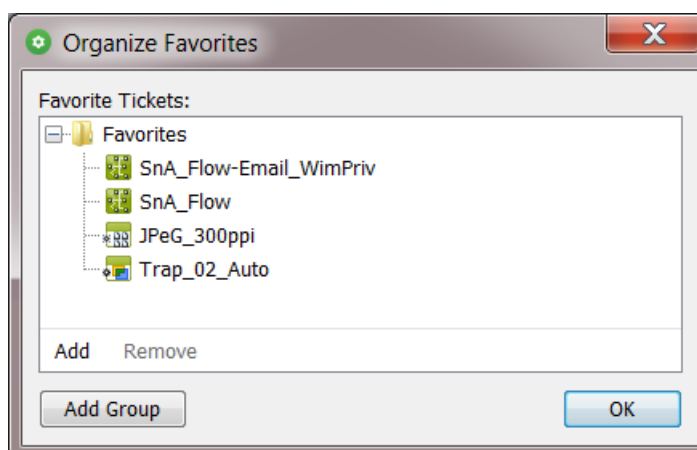 Organize Favorites
Favorite Tickets:
Favorites
SnA_Flow-Email_WimPriv
SnA_Flow
JPeG_300ppi
Trap_02_Auto
Add Remove
Add Group OK